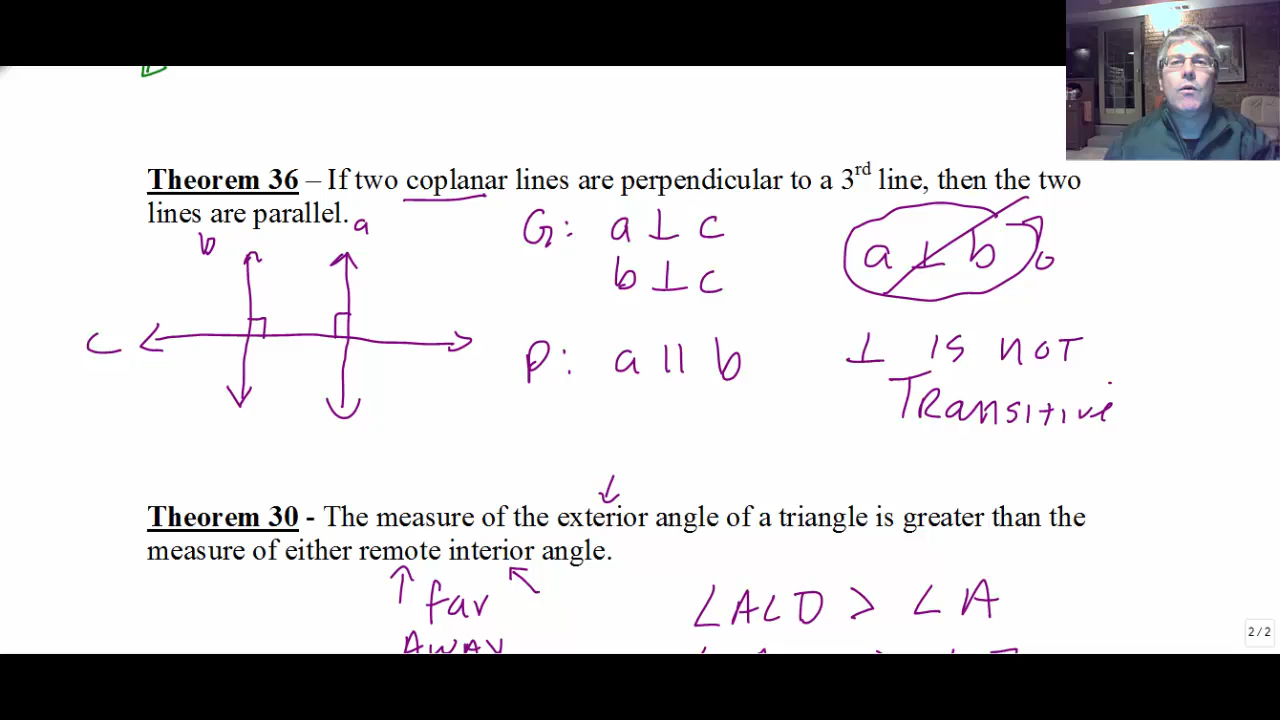 Theorem 36 – If two coplanar lines are perpendicular to a 3rd line, then the two
lines are parallel.
b
a
c
G: a ⊥ c
b ⊥ c
P: a || b
a ⊥ b
⊥ is not
Transitive
Theorem 30 - The measure of the exterior angle of a triangle is greater than the
measure of either remote interior angle.
far
AWAY
∠ACD > ∠A
2 / 2